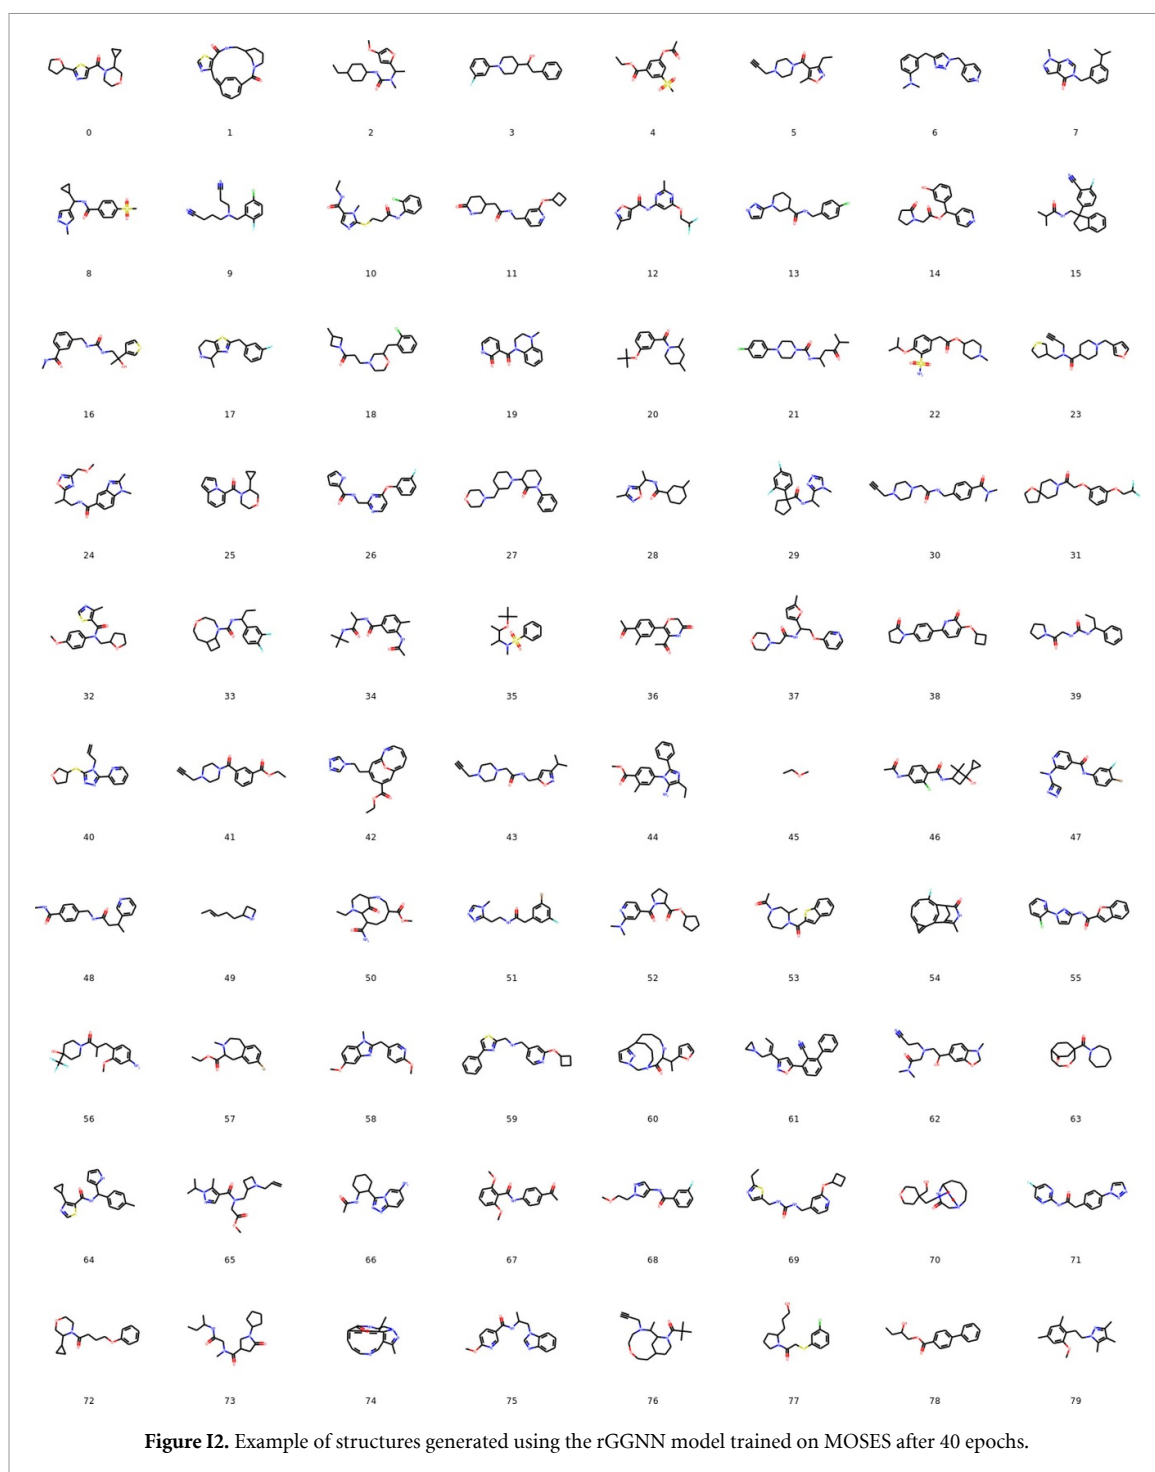 0 1 2 3 4 5 6 7
8 9 10 11 12 13 14 15
16 17 18 19 20 21 22 23
24 25 26 27 28 29 30 31
32 33 34 35 36 37 38 39
40 41 42 43 44 45 46 47
48 49 50 51 52 53 54 55
56 57 58 59 60 61 62 63
64 65 66 67 68 69 70 71
72 73 74 75 76 77 78 79
Figure I2. Example of structures generated using the rGGNN model trained on MOSES after 40 epochs.